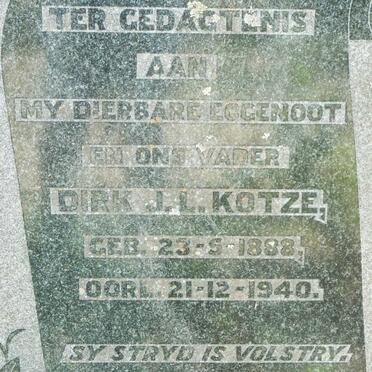 TER GEDAGTENIS
AAN
MY DIERBARE EGGENOOT
EN ONS VADER
DIRK J.L. KOTZE,
GEB. 23-5-1888,
OORL. 21-12-1940.
SY STRYD IS VOLSTRY.